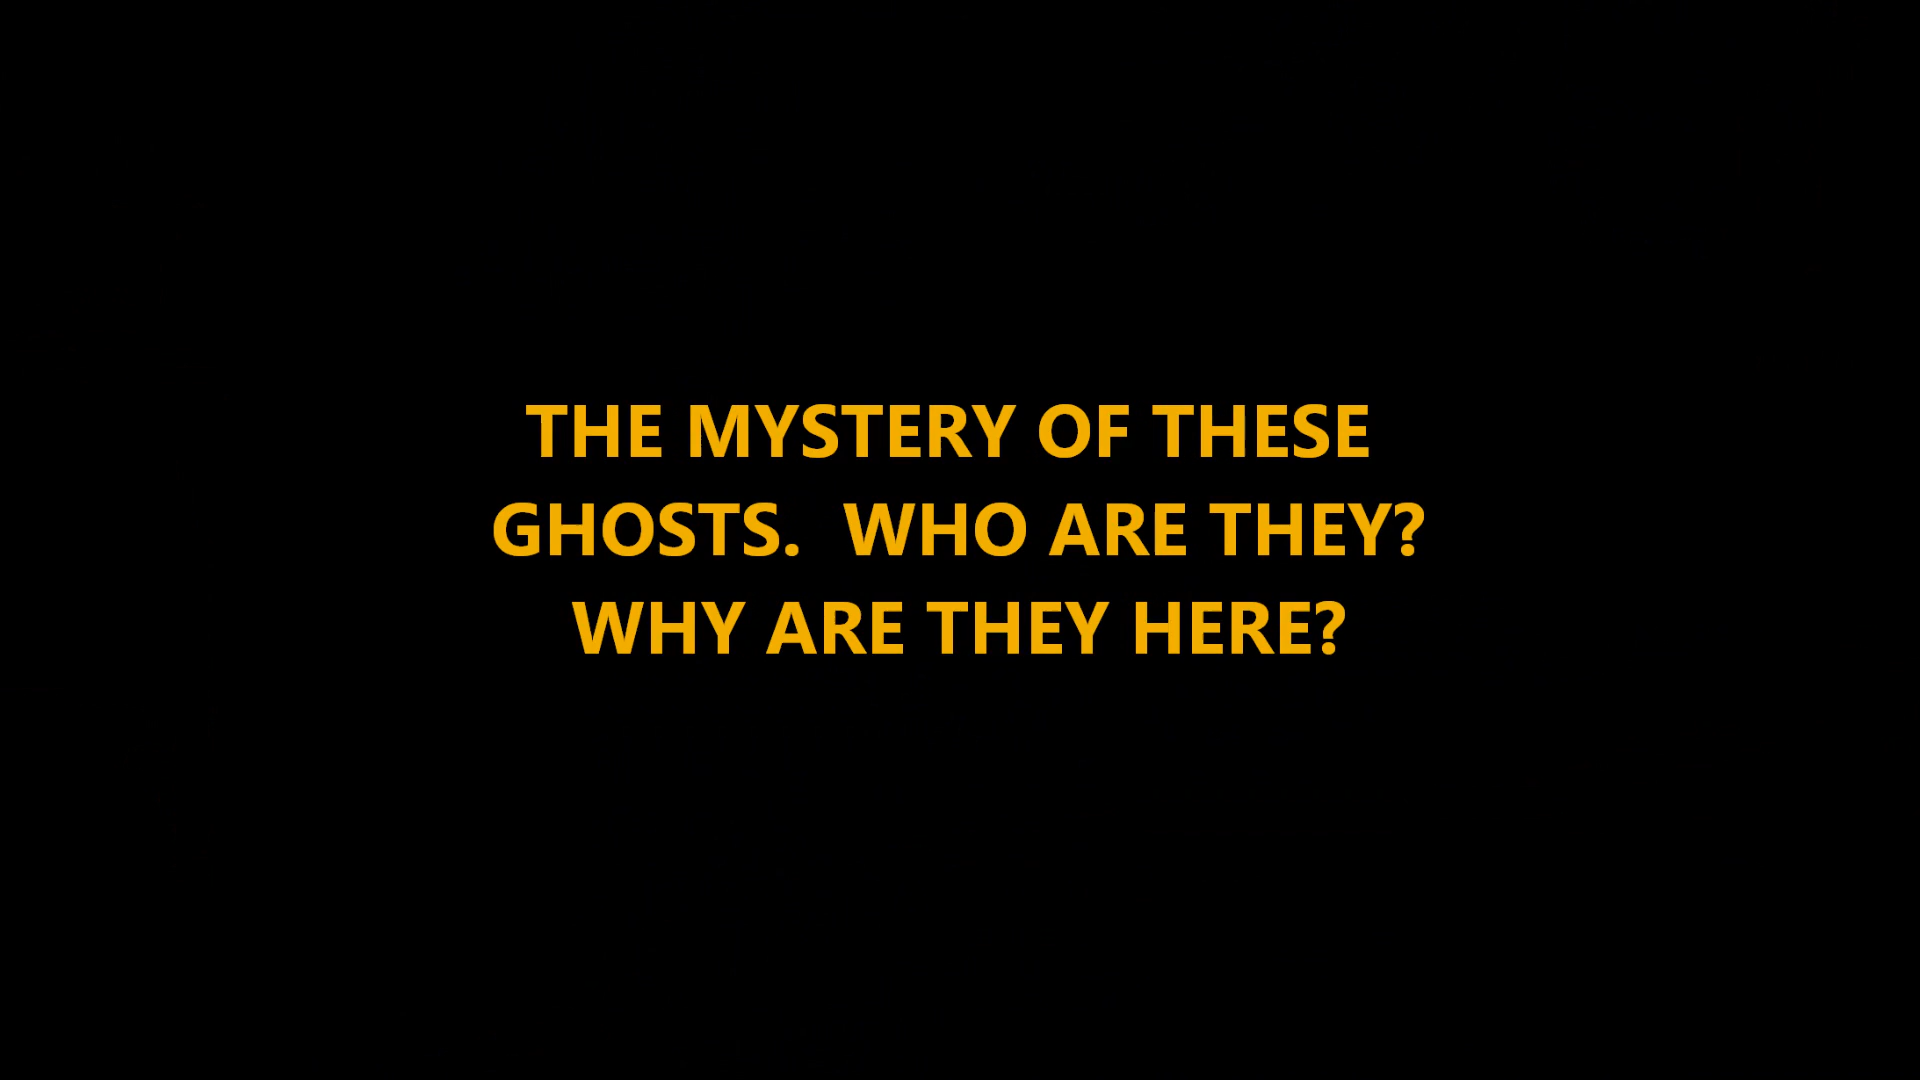 THE MYSTERY OF THESE
GHOSTS.  WHO ARE THEY?
WHY ARE THEY HERE?